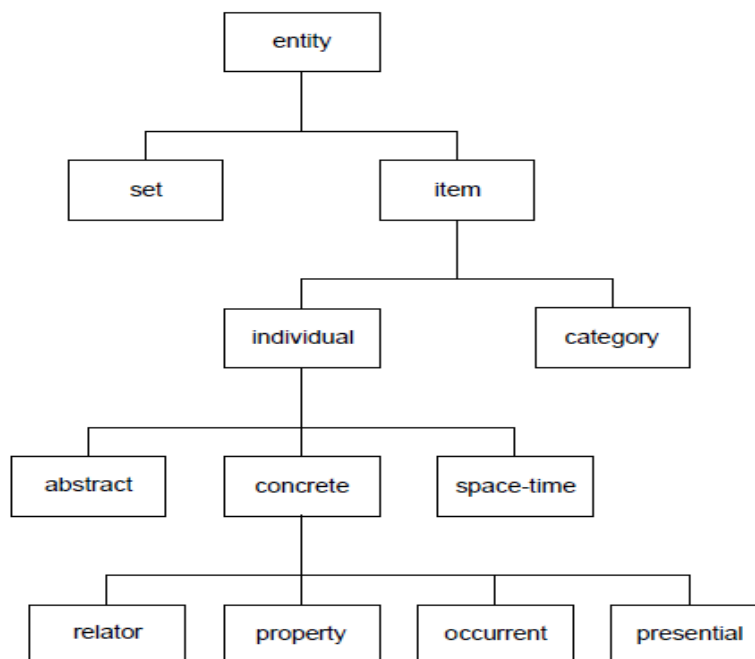 entity
set
item
individual
category
abstract
concrete
space-time
relator
property
occurrent
presential